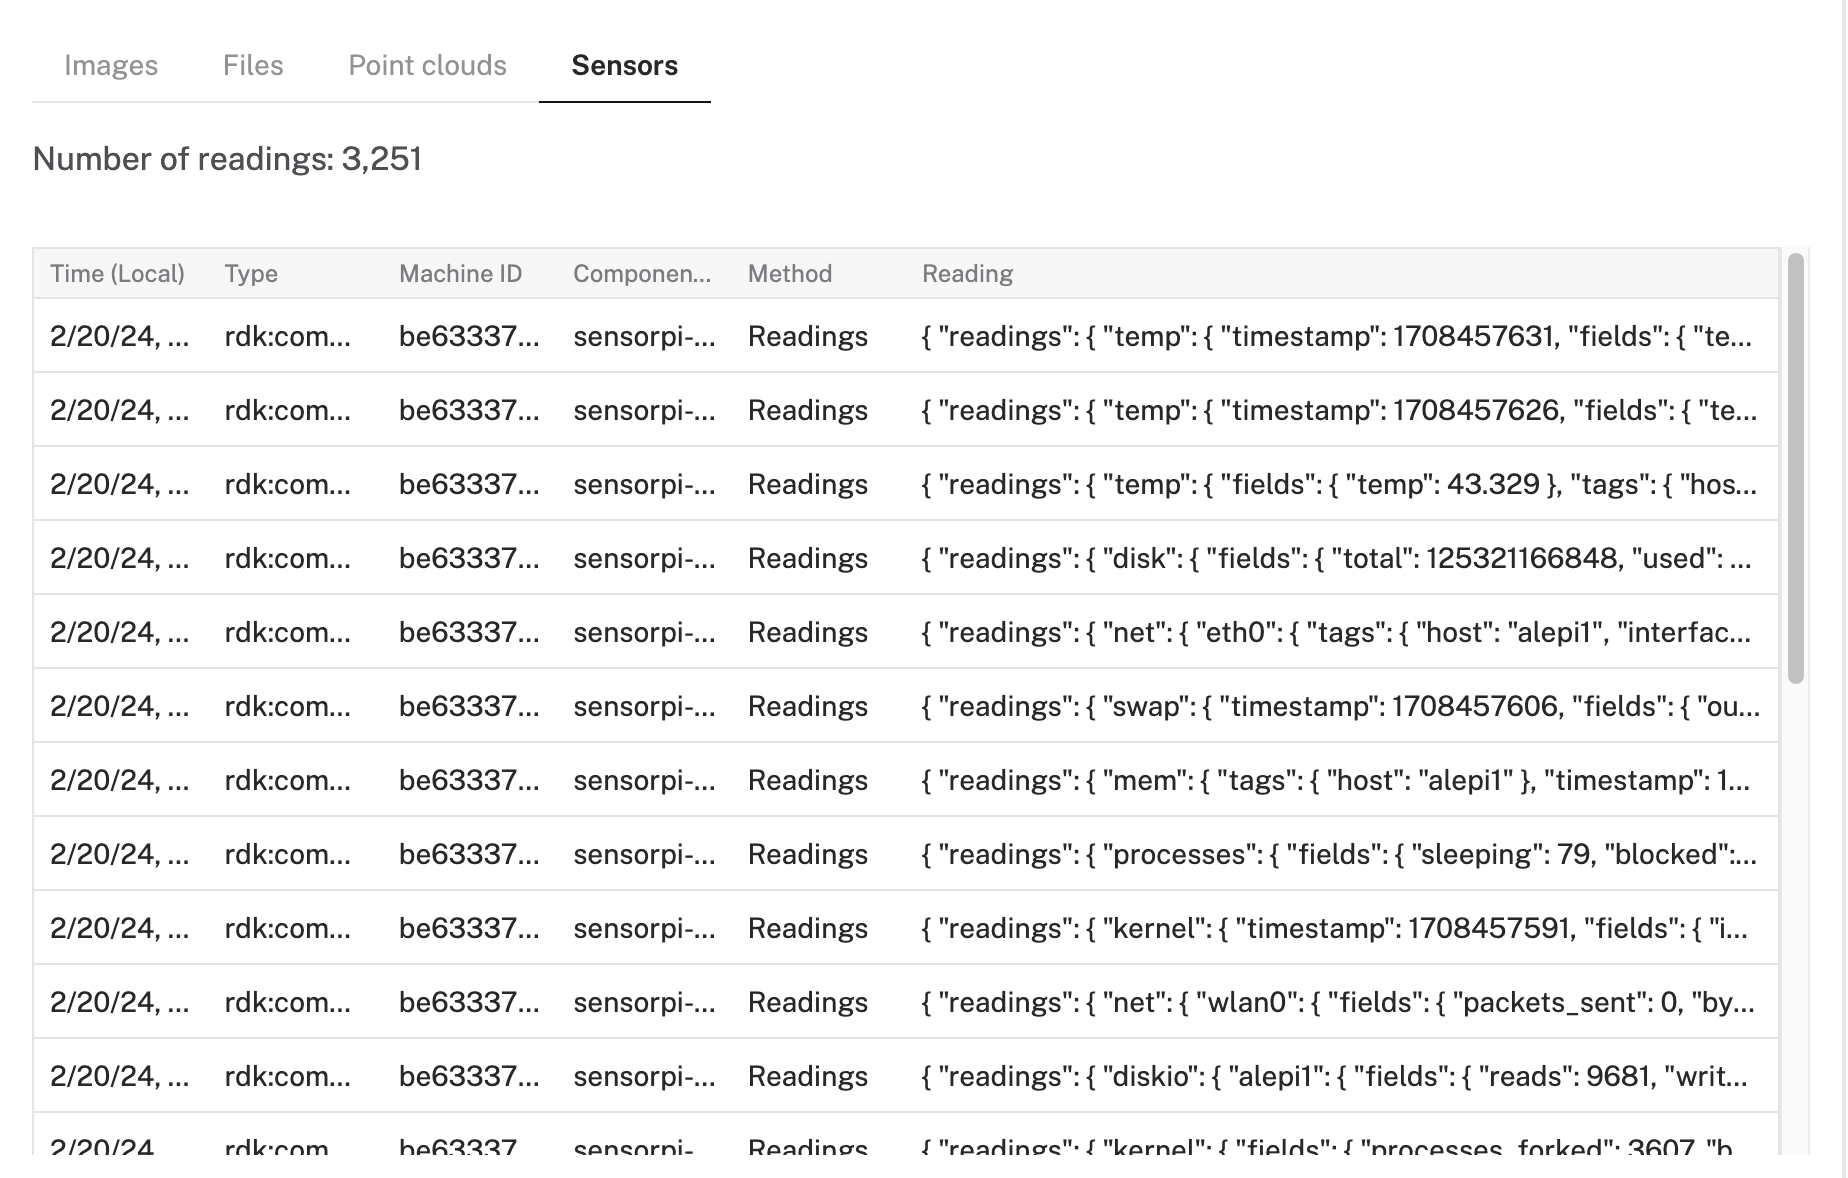 Images Files Point clouds Sensors
Number of readings: 3,251
Time (Local) Type Machine ID Componen... Method Reading
2/20/24, ... rdk:com... be63337... sensorpi-... Readings { "readings": { "temp": { "timestamp": 1708457631, "fields": { "te...
2/20/24, ... rdk:com... be63337... sensorpi-... Readings { "readings": { "temp": { "timestamp": 1708457626, "fields": { "te...
2/20/24, ... rdk:com... be63337... sensorpi-... Readings { "readings": { "temp": { "fields": { "temp": 43.329 }, "tags": { "hos...
2/20/24, ... rdk:com... be63337... sensorpi-... Readings { "readings": { "disk": { "fields": { "total": 125321166848, "used": ...
2/20/24, ... rdk:com... be63337... sensorpi-... Readings { "readings": { "net": { "eth0": { "tags": { "host": "alepi1", "interfac...
2/20/24, ... rdk:com... be63337... sensorpi-... Readings { "readings": { "swap": { "timestamp": 1708457606, "fields": { "ou...
2/20/24, ... rdk:com... be63337... sensorpi-... Readings { "readings": { "mem": { "tags": { "host": "alepi1" }, "timestamp": 1...
2/20/24, ... rdk:com... be63337... sensorpi-... Readings { "readings": { "processes": { "fields": { "sleeping": 79, "blocked":...
2/20/24, ... rdk:com... be63337... sensorpi-... Readings { "readings": { "kernel": { "timestamp": 1708457591, "fields": { "i...
2/20/24, ... rdk:com... be63337... sensorpi-... Readings { "readings": { "net": { "wlan0": { "fields": { "packets_sent": 0, "by...
2/20/24, ... rdk:com... be63337... sensorpi-... Readings { "readings": { "diskio": { "alepi1": { "fields": { "reads": 9681, "writ...
2/20/24 rdk:com be63337 sensorpi- Readings { "readings": { "kernel": { "fields": { "processes_forked": 3607, "b